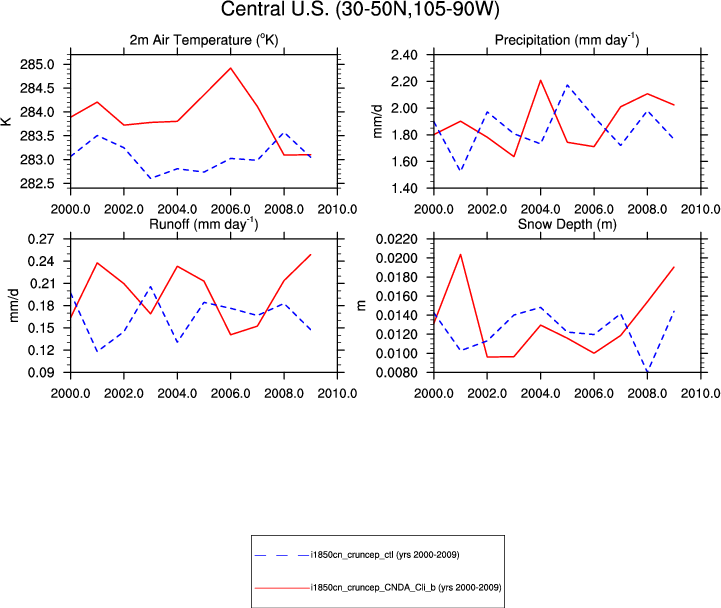 Central U.S. (30-50N,105-90W)
2m Air Temperature (°K)
Precipitation (mm day-1)
285.0
284.5
284.0
283.5
283.0
282.5
K
2000.0 2002.0 2004.0 2006.0 2008.0 2010.0
2.40
2.20
2.00
1.80
1.60
1.40
mm/d
2000.0 2002.0 2004.0 2006.0 2008.0 2010.0
Runoff (mm day-1)
Snow Depth (m)
0.27
0.24
0.21
0.18
0.15
0.12
0.09
mm/d
2000.0 2002.0 2004.0 2006.0 2008.0 2010.0
0.0220
0.0200
0.0180
0.0160
0.0140
0.0120
0.0100
0.0080
m
2000.0 2002.0 2004.0 2006.0 2008.0 2010.0
i1850cn_cruncep_ctl (yrs 2000-2009)
i1850cn_cruncep_CNDA_Cli_b (yrs 2000-2009)